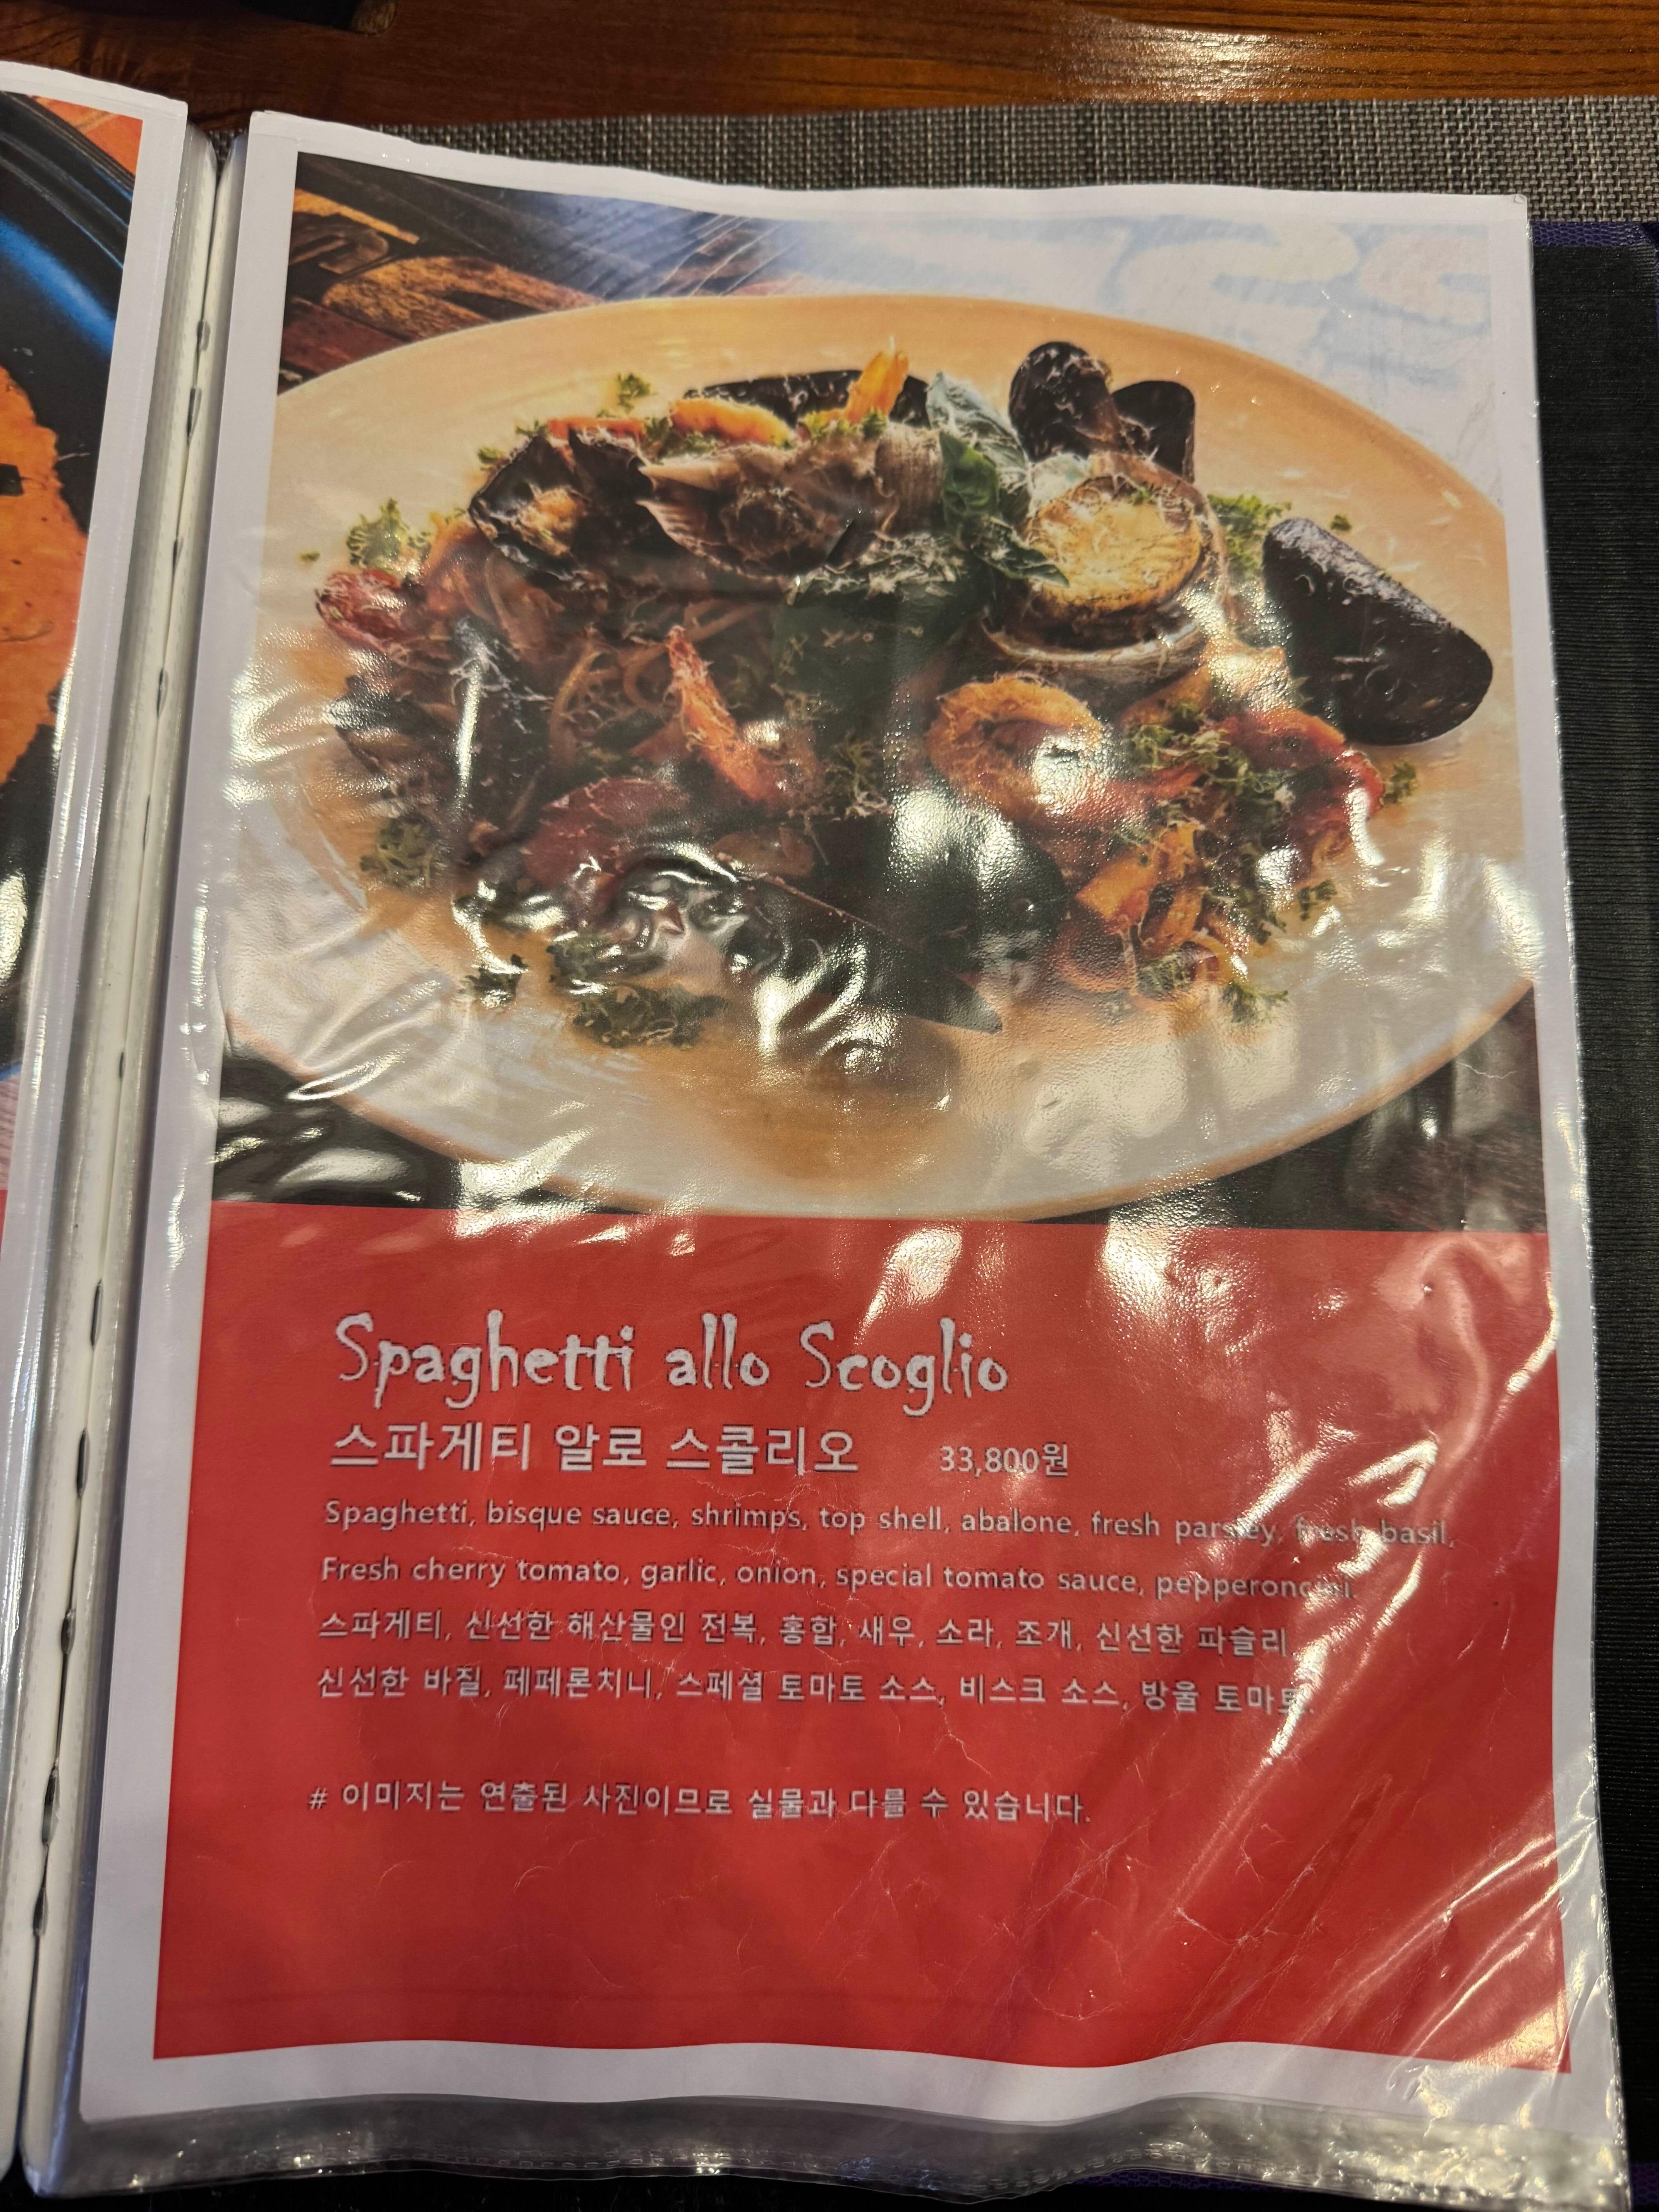 Spaghetti allo Scoglio
스파게티 알로 스콜리오 33,800원
Spaghetti, bisque sauce, shrimps, top shell, abalone, fresh parsley, fresh basil,
Fresh cherry tomato, garlic, onion, special tomato sauce, pepperoncini.
스파게티, 신선한 해산물인 전복, 홍합, 새우, 소라, 조개, 신선한 파슬리
신선한 바질, 페페론치니, 스페셜 토마토 소스, 비스크 소스, 방울 토마토.
# 이미지는 연출된 사진이므로 실물과 다를 수 있습니다.